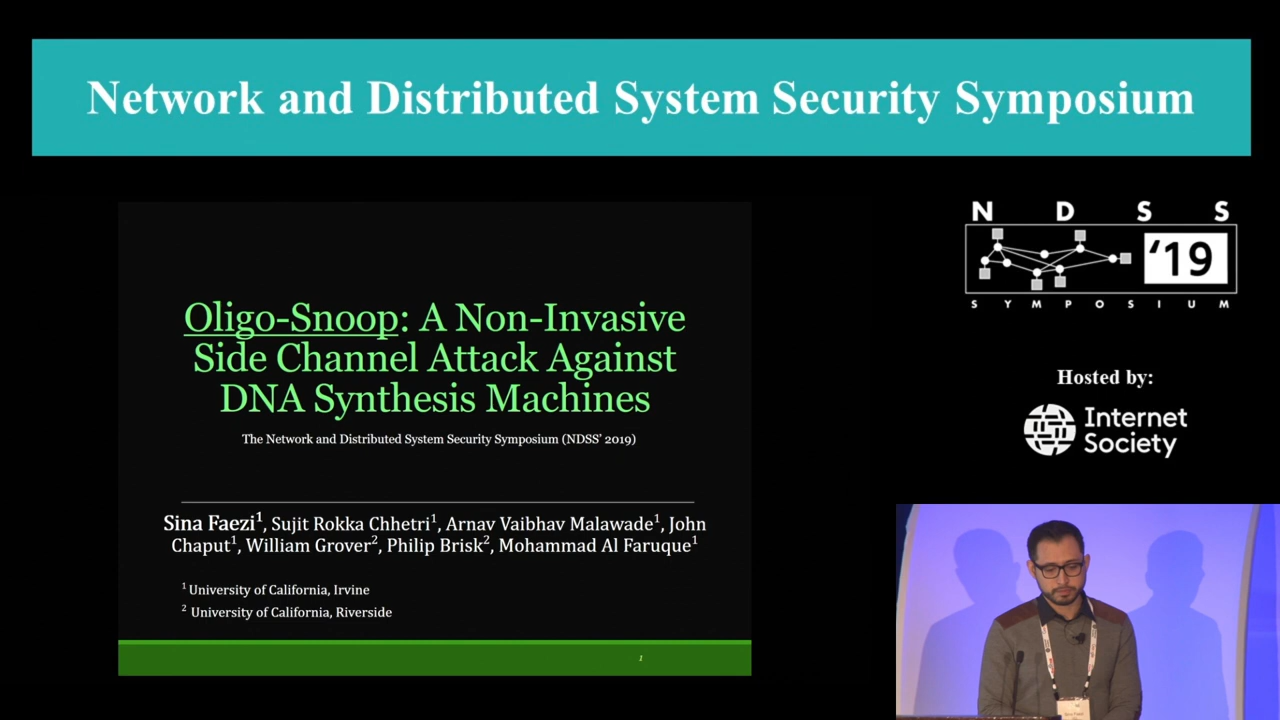 Network and Distributed System Security Symposium
N D S S
'19
S Y M P O S I U M
Oligo-Snoop: A Non-Invasive
Side Channel Attack Against
DNA Synthesis Machines
The Network and Distributed System Security Symposium (NDSS' 2019)
Hosted by:
Internet
Society
Sina Faezi1, Sujit Rokka Chhetri1, Arnav Vaibhav Malawade1, John
Chaput1, William Grover2, Philip Brisk2, Mohammad Al Faruque1
1 University of California, Irvine
2 University of California, Riverside
1